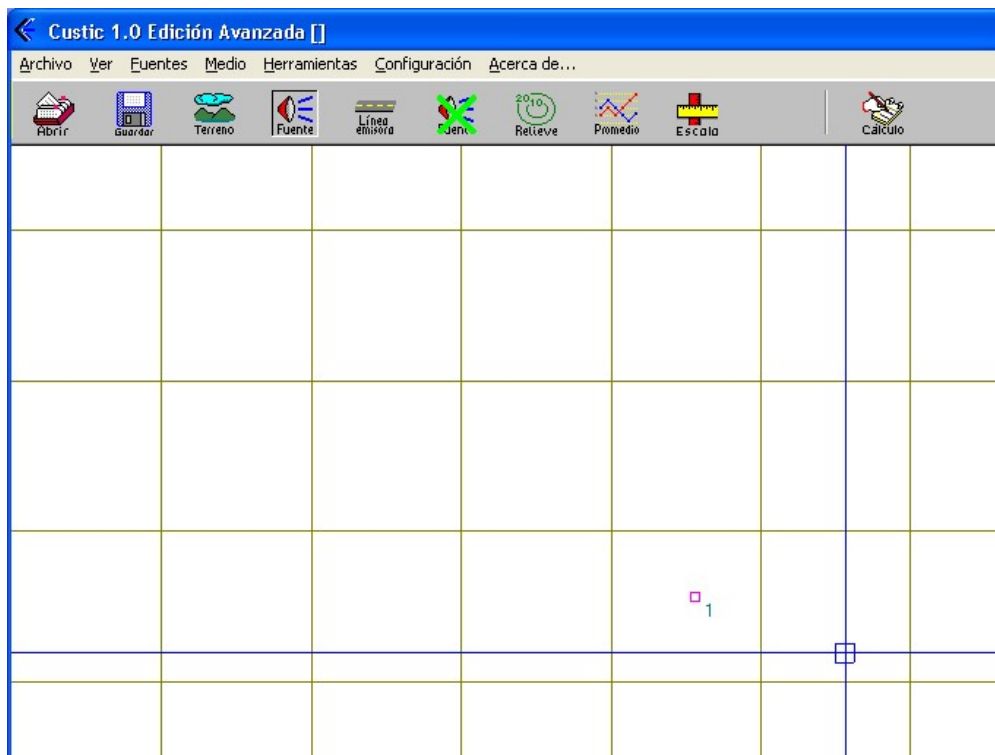 Custic 1.0 Edición Avanzada []
Archivo Ver Fuentes Medio Herramientas Configuración Acerca de...
2010
Abrir Guardar Terreno Fuente Línea emisora Relieve Promedio Escala Cálculo
1